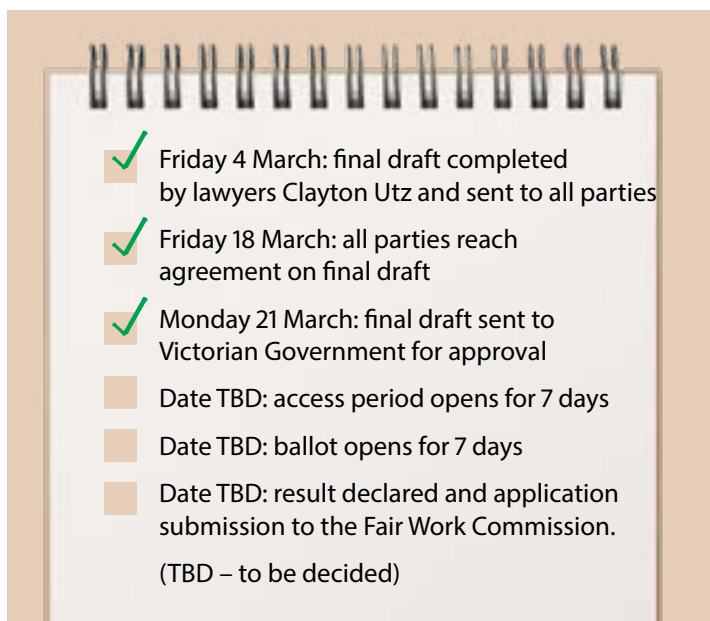 Friday 4 March: final draft completed
by lawyers Clayton Utz and sent to all parties
Friday 18 March: all parties reach
agreement on final draft
Monday 21 March: final draft sent to
Victorian Government for approval
Date TBD: access period opens for 7 days
Date TBD: ballot opens for 7 days
Date TBD: result declared and application
submission to the Fair Work Commission.
(TBD – to be decided)